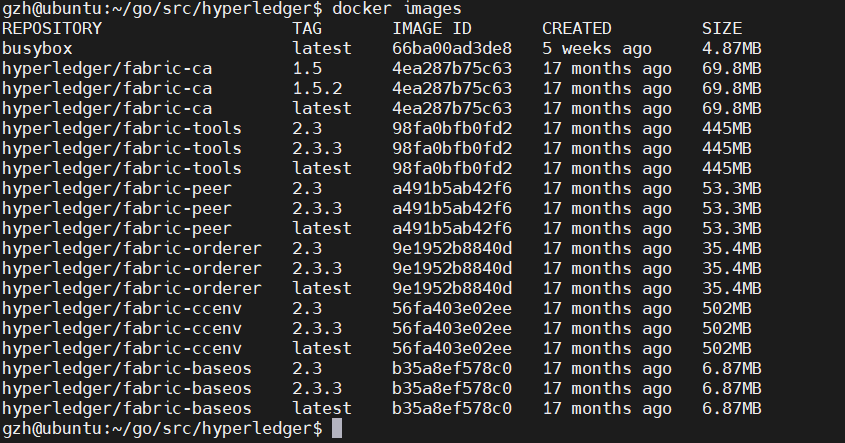 gzh@ubuntu:~/go/src/hyperledger$ docker images
REPOSITORY TAG IMAGE ID CREATED SIZE
busybox latest 66ba00ad3de8 5 weeks ago 4.87MB
hyperledger/fabric-ca 1.5 4ea287b75c63 17 months ago 69.8MB
hyperledger/fabric-ca 1.5.2 4ea287b75c63 17 months ago 69.8MB
hyperledger/fabric-ca latest 4ea287b75c63 17 months ago 69.8MB
hyperledger/fabric-tools 2.3 98fa0bfb0fd2 17 months ago 445MB
hyperledger/fabric-tools 2.3.3 98fa0bfb0fd2 17 months ago 445MB
hyperledger/fabric-tools latest 98fa0bfb0fd2 17 months ago 445MB
hyperledger/fabric-peer 2.3 a491b5ab42f6 17 months ago 53.3MB
hyperledger/fabric-peer 2.3.3 a491b5ab42f6 17 months ago 53.3MB
hyperledger/fabric-peer latest a491b5ab42f6 17 months ago 53.3MB
hyperledger/fabric-orderer 2.3 9e1952b8840d 17 months ago 35.4MB
hyperledger/fabric-orderer 2.3.3 9e1952b8840d 17 months ago 35.4MB
hyperledger/fabric-orderer latest 9e1952b8840d 17 months ago 35.4MB
hyperledger/fabric-ccenv 2.3 56fa403e02ee 17 months ago 502MB
hyperledger/fabric-ccenv 2.3.3 56fa403e02ee 17 months ago 502MB
hyperledger/fabric-ccenv latest 56fa403e02ee 17 months ago 502MB
hyperledger/fabric-baseos 2.3 b35a8ef578c0 17 months ago 6.87MB
hyperledger/fabric-baseos 2.3.3 b35a8ef578c0 17 months ago 6.87MB
hyperledger/fabric-baseos latest b35a8ef578c0 17 months ago 6.87MB
gzh@ubuntu:~/go/src/hyperledger$